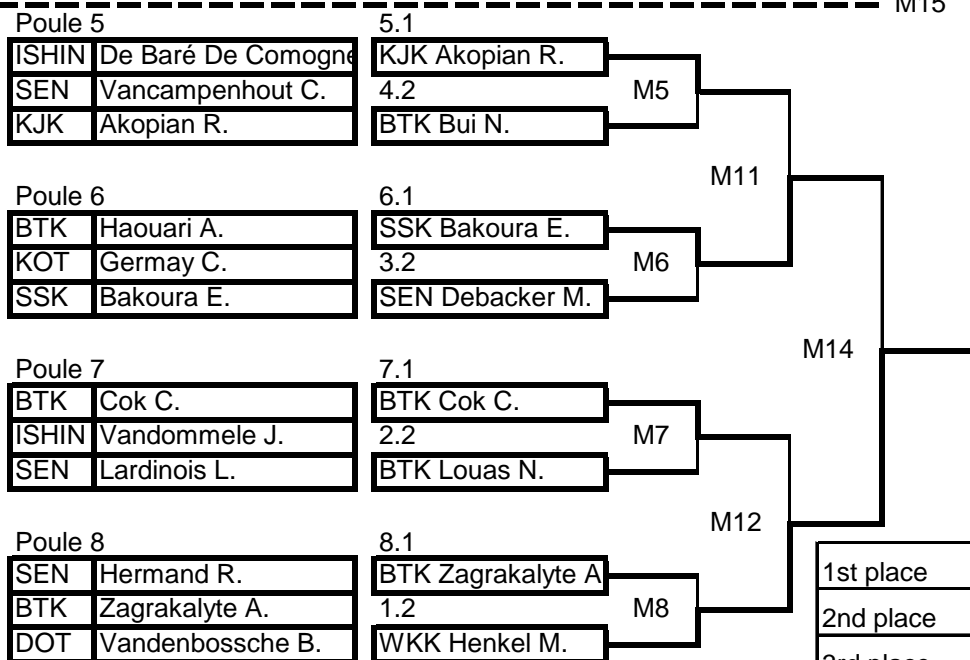 M15
Poule 5 5.1
ISHIN De Baré De Comogne KJK Akopian R.
SEN Vancampenhout C. 4.2 M5
KJK Akopian R. BTK Bui N.
M11
Poule 6 6.1
BTK Haouari A. SSK Bakoura E.
KOT Germay C. 3.2 M6
SSK Bakoura E. SEN Debacker M.
M14
Poule 7 7.1
BTK Cok C. BTK Cok C.
ISHIN Vandommele J. 2.2 M7
SEN Lardinois L. BTK Louas N.
M12
Poule 8 8.1
SEN Hermand R. BTK Zagrakalyte A 1st place
BTK Zagrakalyte A. 1.2 M8 2nd place
DOT Vandenbossche B. WKK Henkel M. 3rd place